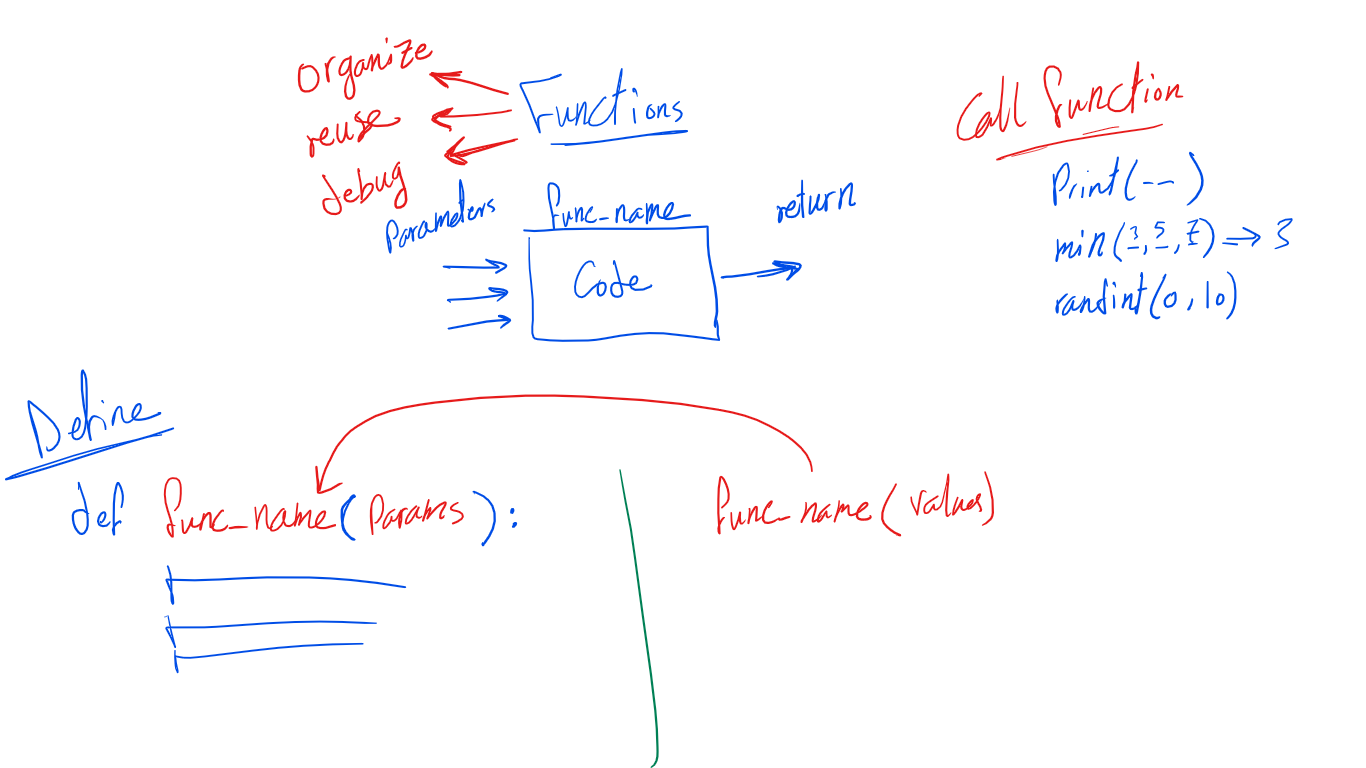 organize
reuse
debug
Functions
Parameters
func_name
Code
return
Call function
Print(--)
min(3,5,7) ⇒ 3
randint(0,10)
Define
def func_name(Params):
func_name(values)